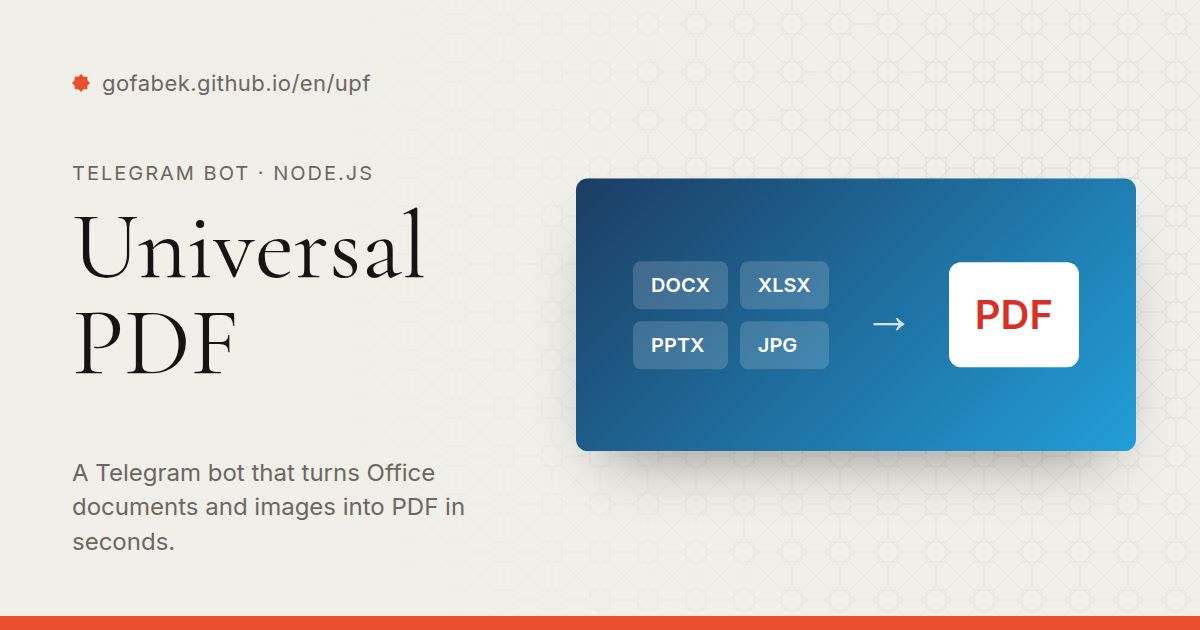 gofabek.github.io/en/upf
TELEGRAM BOT · NODE.JS
Universal
PDF
A Telegram bot that turns Office
documents and images into PDF in
seconds.
DOCX
XLSX
PPTX
JPG
→
PDF